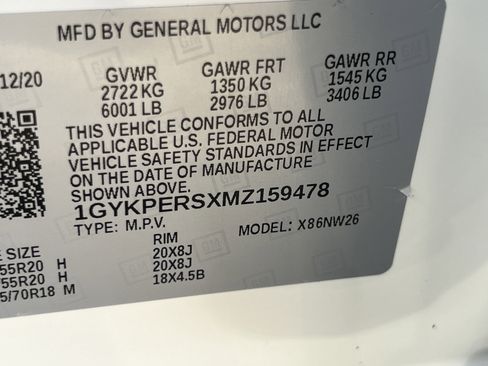 MFD BY GENERAL MOTORS LLC
12/20
GVWR GAWR FRT GAWR RR
2722 KG 1350 KG 1545 KG
6001 LB 2976 LB 3406 LB
THIS VEHICLE CONFORMS TO ALL
APPLICABLE U.S. FEDERAL MOTOR
VEHICLE SAFETY STANDARDS IN EFFECT
ON THE DATE OF MANUFACTURE
1GYKPERSXMZ159478
TYPE: M.P.V. MODEL: X86NW26
E SIZE RIM
55R20 H 20X8J
55R20 H 20X8J
5/70R18 M 18X4.5B